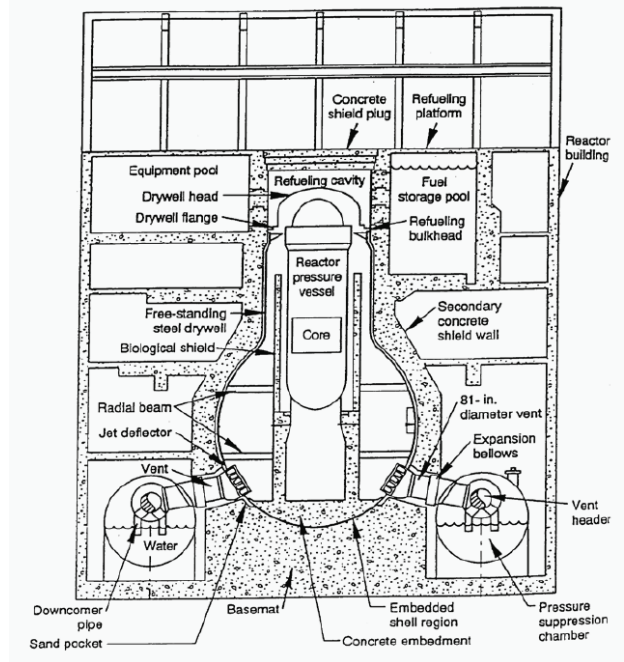 Concrete
shield plug
Refueling
platform
Reactor
building
Equipment pool
Refueling cavity
Fuel
storage pool
Drywell head
Drywell flange
Refueling
bulkhead
Reactor
pressure
vessel
Free-standing
steel drywell
Secondary
concrete
shield wall
Core
Biological shield
81- in.
diameter vent
Radial beam
Jet deflector
Expansion
bellows
Vent
Vent
header
Water
Downcomer
pipe
Basemat
Embedded
shell region
Pressure
suppression
chamber
Sand pocket
Concrete embedment